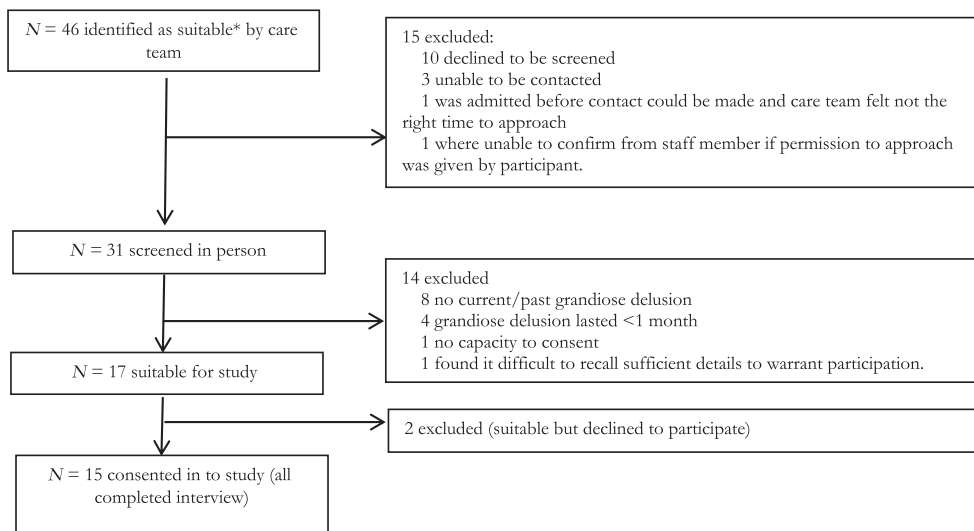 N = 46 identified as suitable* by care
team
15 excluded:
10 declined to be screened
3 unable to be contacted
1 was admitted before contact could be made and care team felt not the
right time to approach
1 where unable to confirm from staff member if permission to approach
was given by participant.
N = 31 screened in person
14 excluded
8 no current/past grandiose delusion
4 grandiose delusion lasted <1 month
1 no capacity to consent
1 found it difficult to recall sufficient details to warrant participation.
N = 17 suitable for study
2 excluded (suitable but declined to participate)
N = 15 consented in to study (all
completed interview)